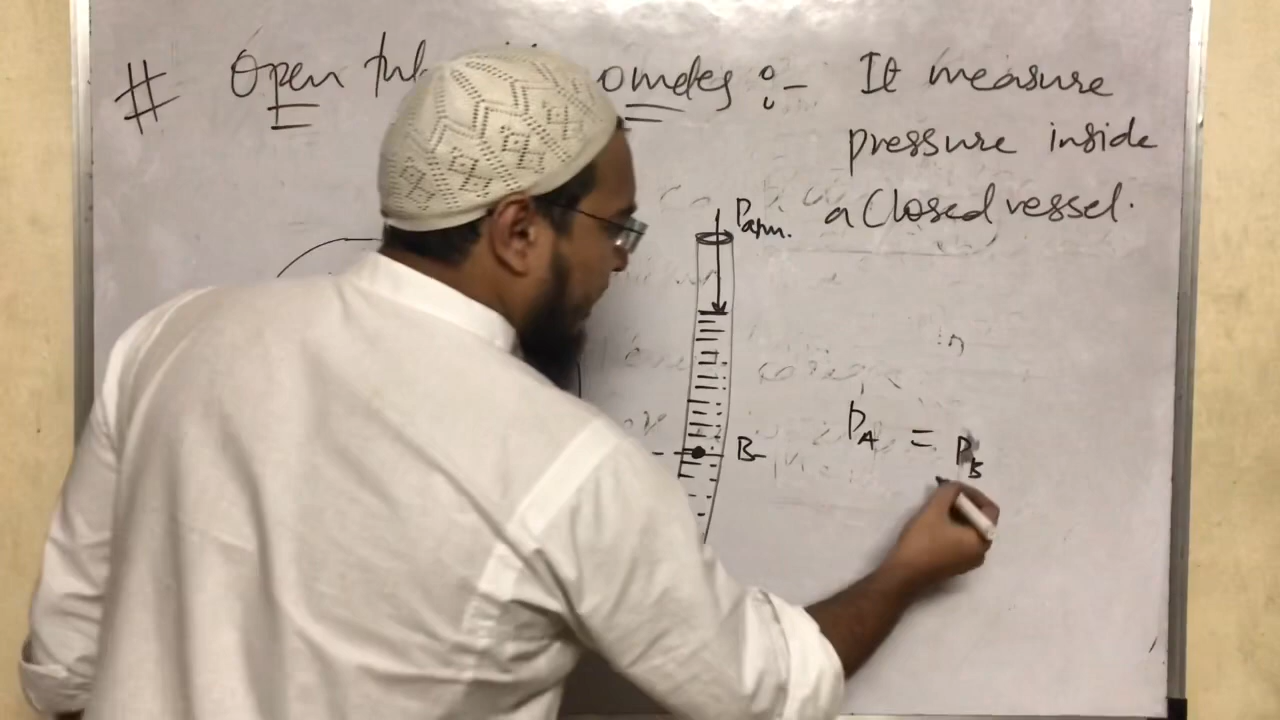 # Open tub ometer :- It measure
pressure inside
a closed vessel.
Patm.
B
PA = PB